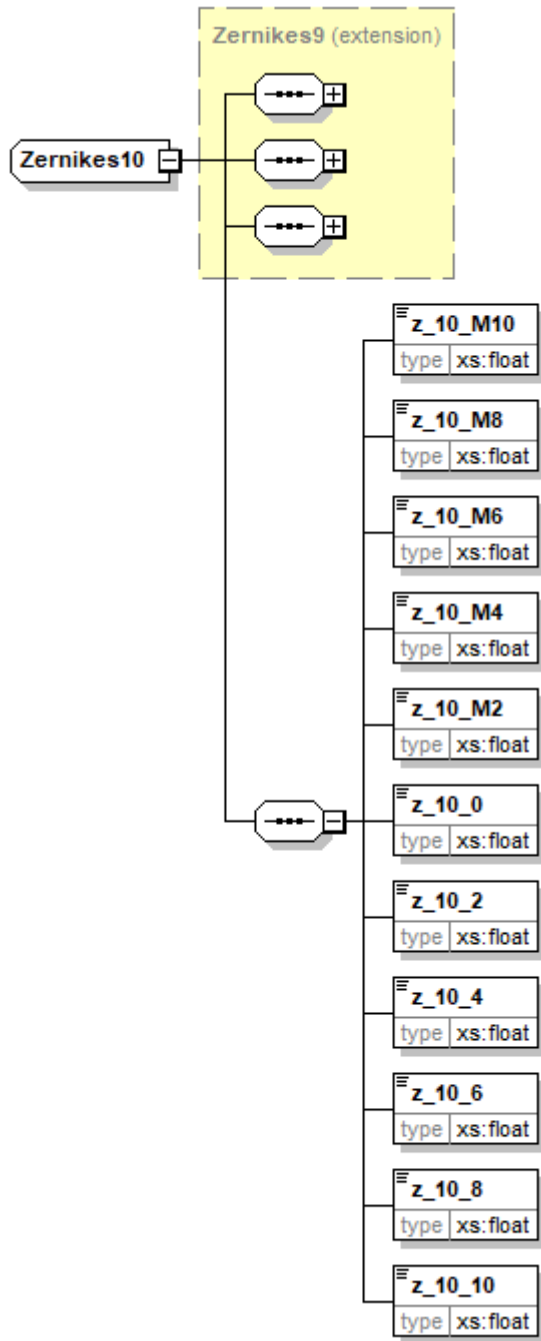 Zernikes9 (extension)
Zernikes10
z_10_M10
type xs:float
z_10_M8
type xs:float
z_10_M6
type xs:float
z_10_M4
type xs:float
z_10_M2
type xs:float
z_10_0
type xs:float
z_10_2
type xs:float
z_10_4
type xs:float
z_10_6
type xs:float
z_10_8
type xs:float
z_10_10
type xs:float